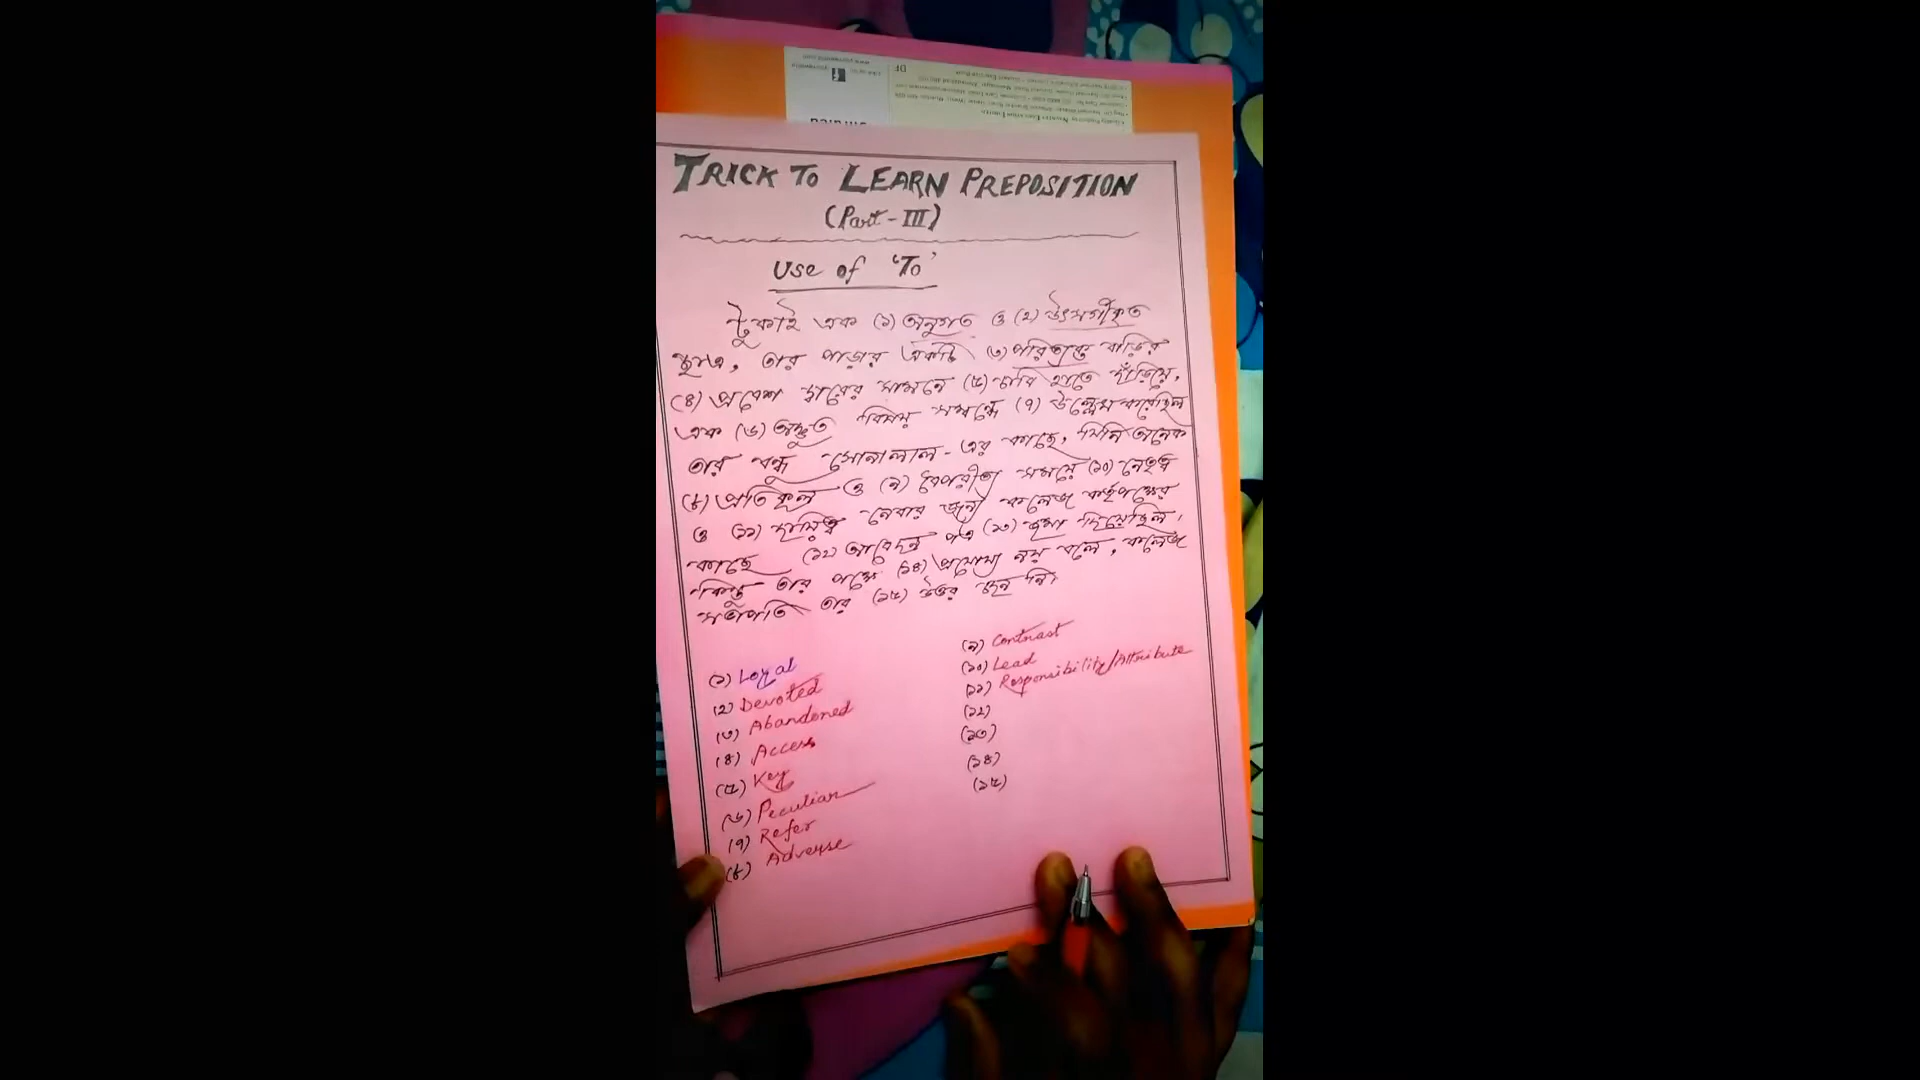 TRICK TO LEARN PREPOSITION
(Part-III)
Use of 'To'
টুকাই এক (১) অনুগত ও (২) উৎসর্গীকৃত
ছাত্র, তার পাড়ার একটি (৩) পরিত্যক্ত বাড়ির
(৪) প্রবেশ দ্বারের সামনে (৫) চাবি হাতে দাঁড়িয়ে,
এক (৬) অদ্ভুত বিষয় সম্বন্ধে (৭) উল্লেখ করেছিল
তার বন্ধু সোনালাল-এর কাছে, যিনি অনেক
(৮) প্রতিকূল ও (৯) বৈপরীত্য সময়ে (১০) নেতৃত্ব
ও (১১) দায়িত্ব নেবার জন্য কলেজ কর্তৃপক্ষের
কাছে (১২) আবেদন পত্র (১৩) জমা দিয়েছিল।
কিন্তু তার পক্ষে (১৪) প্রযোজ্য নয় বলে, কলেজ
সভাপতি তার (১৫) উত্তর দেন নি।
(১) Loyal
(২) Devoted
(৩) Abandoned
(৪) Access
(৫) Key
(৬) Peculiar
(৭) Refer
(৮) Adverse
(৯) Contrast
(১০) Lead
(১১) Responsibility/Attribute
(১২)
(১৩)
(১৪)
(১৫)